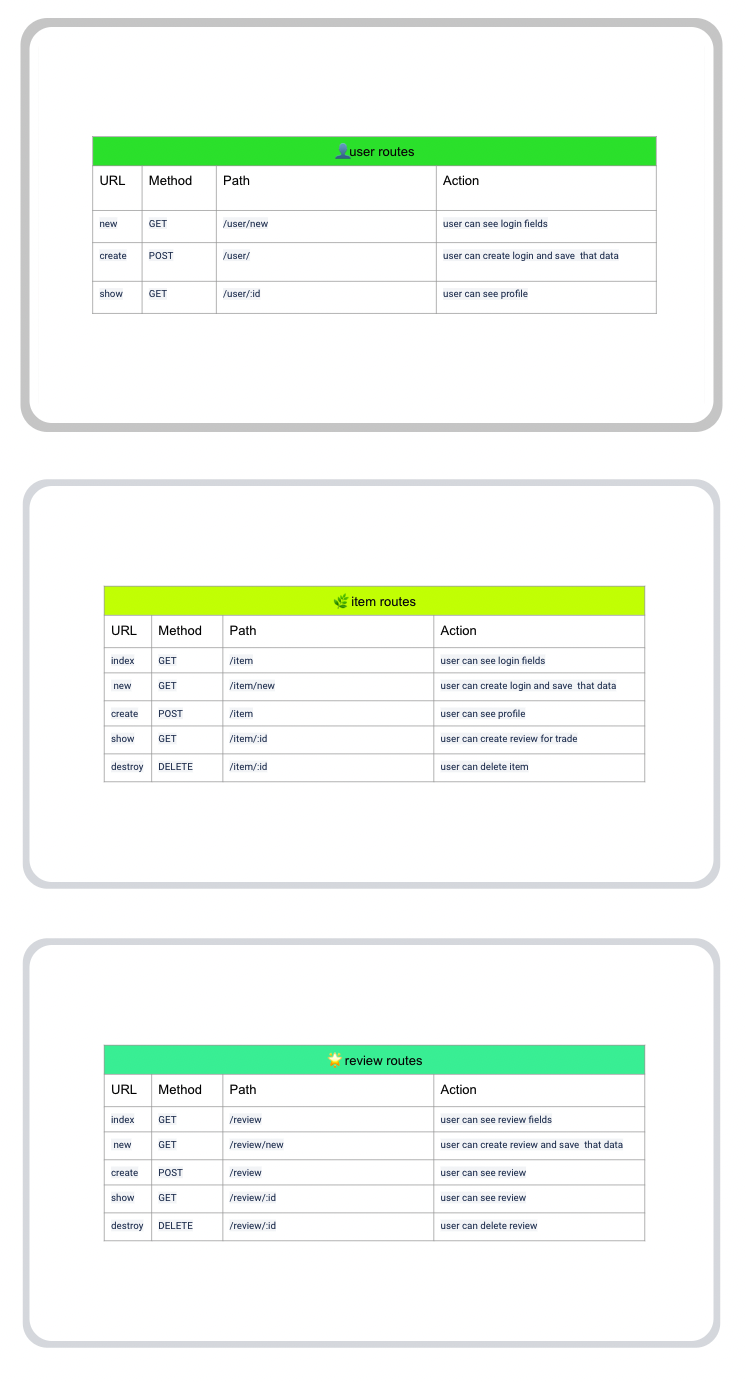 👤user routes
URL Method Path Action
new GET /user/new user can see login fields
create POST /user/ user can create login and save  that data
show GET /user/:id user can see profile
🌿 item routes
URL Method Path Action
index GET /item user can see login fields
new GET /item/new user can create login and save  that data
create POST /item user can see profile
show GET /item/:id user can create review for trade
destroy DELETE /item/:id user can delete item
🌟 review routes
URL Method Path Action
index GET /review user can see review fields
new GET /review/new user can create review and save  that data
create POST /review user can see review
show GET /review/:id user can see review
destroy DELETE /review/:id user can delete review